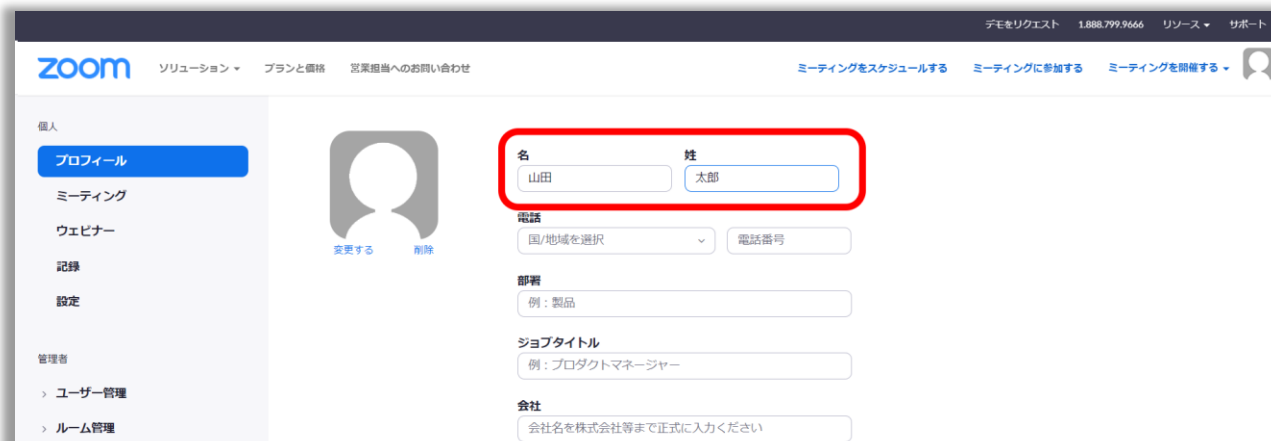 デモをリクエスト 1.888.799.9666 リソース サポート
zoom ソリューション プランと価格 営業担当へのお問い合わせ ミーティングをスケジュールする ミーティングに参加する ミーティングを開催する
個人
プロフィール
ミーティング
ウェビナー
記録
設定
管理者
ユーザー管理
ルーム管理
変更する 削除
名 姓
山田 太郎
電話
国/地域を選択 電話番号
部署
例：製品
ジョブタイトル
例：プロダクトマネージャー
会社
会社名を株式会社等まで正式に入力ください